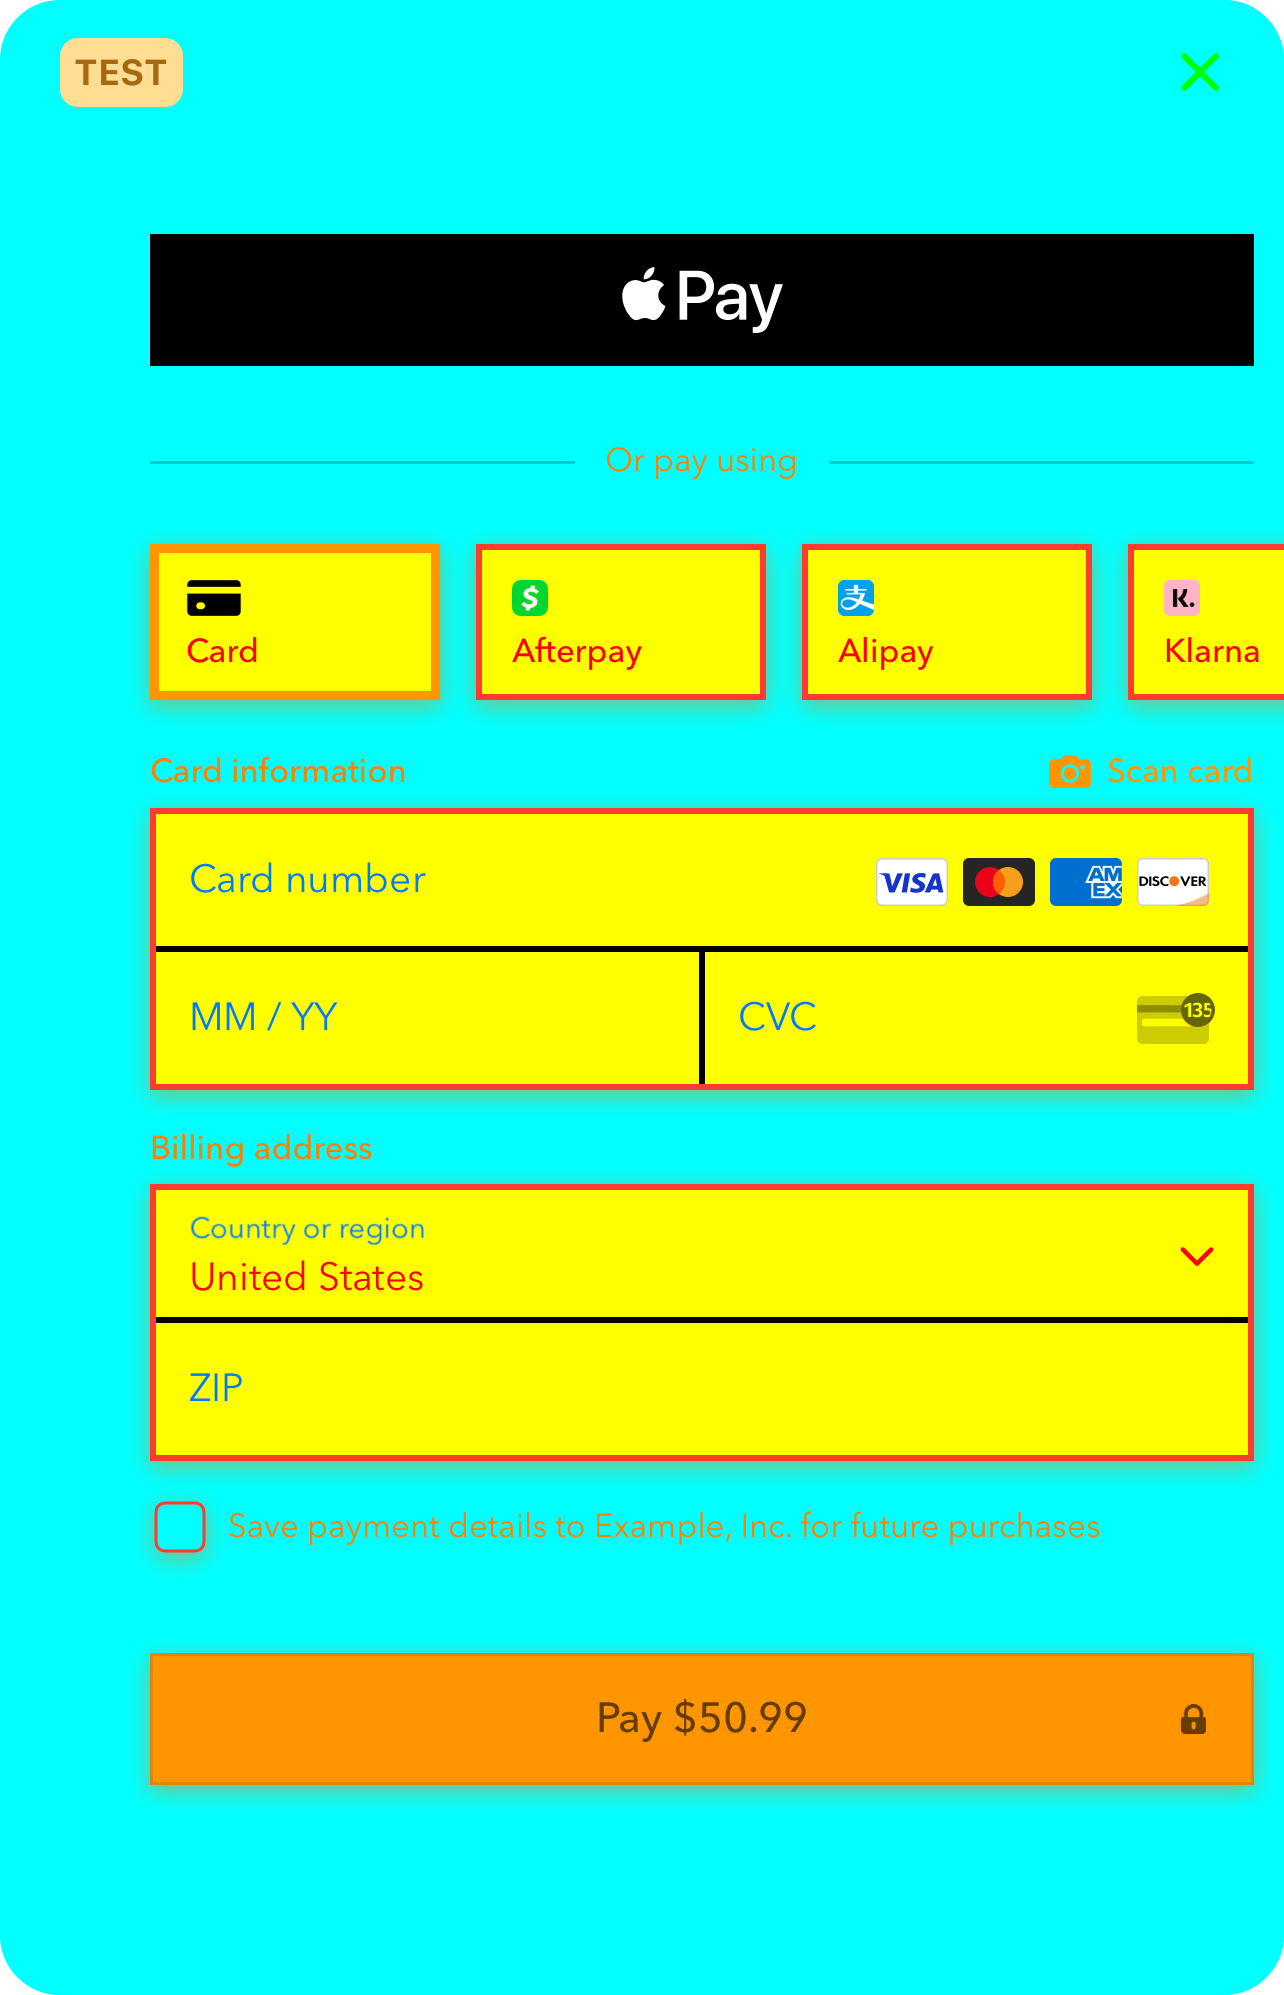 TEST
Pay
Or pay using
Card
Afterpay
Alipay
K.
Klarna
Card information
Scan card
Card number
VISA
AM
EX
DISCOVER
MM / YY
CVC
135
Billing address
Country or region
United States
ZIP
Save payment details to Example, Inc. for future purchases
Pay $50.99